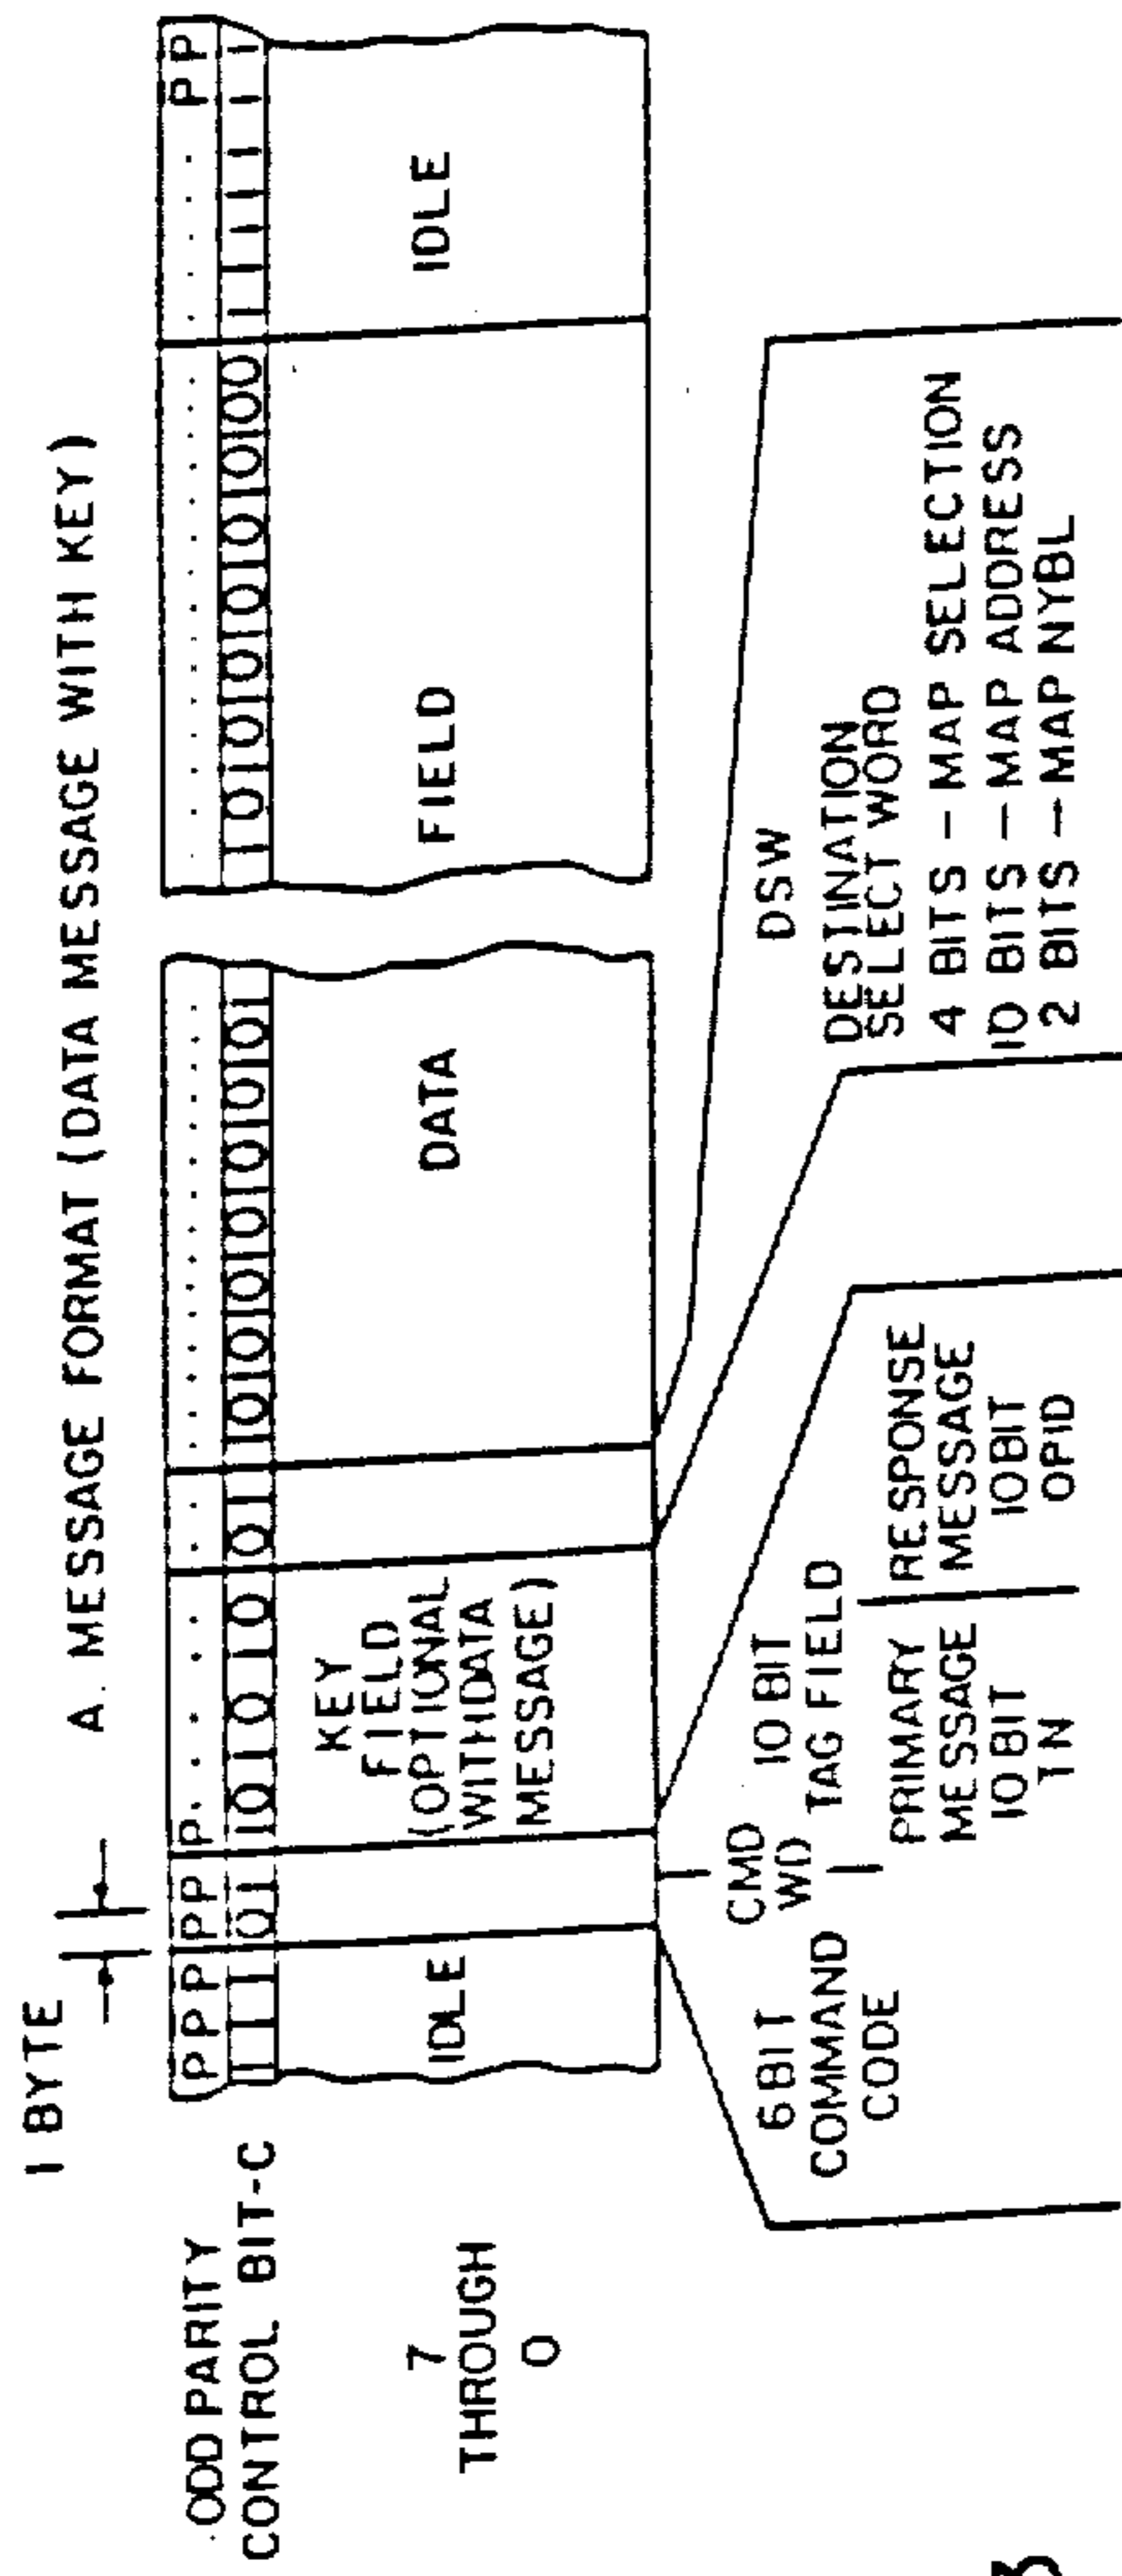 A. MESSAGE FORMAT (DATA MESSAGE WITH KEY)
1 BYTE
ODD PARITY
CONTROL BIT-C
7
THROUGH
0
P P P P P P . . . P P
IDLE
KEY
FIELD
(OPTIONAL
WITH DATA
MESSAGE)
DATA
FIELD
IDLE
6 BIT
COMMAND
CODE
CMD
WD
10 BIT
TAG FIELD
PRIMARY
MESSAGE
10 BIT
TN
RESPONSE
MESSAGE
10 BIT
OPID
DSW
DESTINATION
SELECT WORD
4 BITS - MAP SELECTION
10 BITS - MAP ADDRESS
2 BITS - MAP NYBL
3